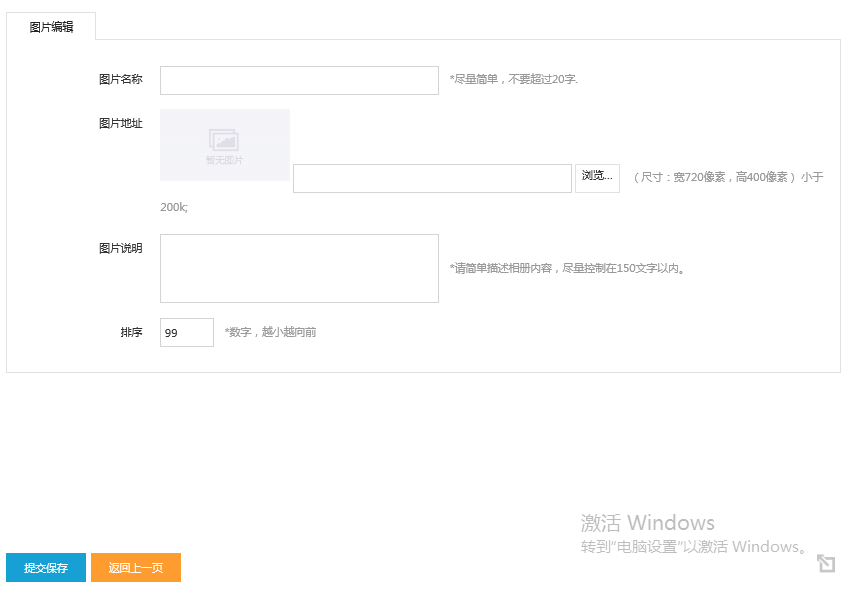 图片编辑
图片名称 *尽量简单，不要超过20字.
图片地址
暂无图片
浏览... （尺寸：宽720像素，高400像素） 小于
200k;
图片说明 *请简单描述相册内容，尽量控制在150文字以内。
排序 99 *数字，越小越向前
激活 Windows
转到"电脑设置"以激活 Windows。
提交保存 返回上一页